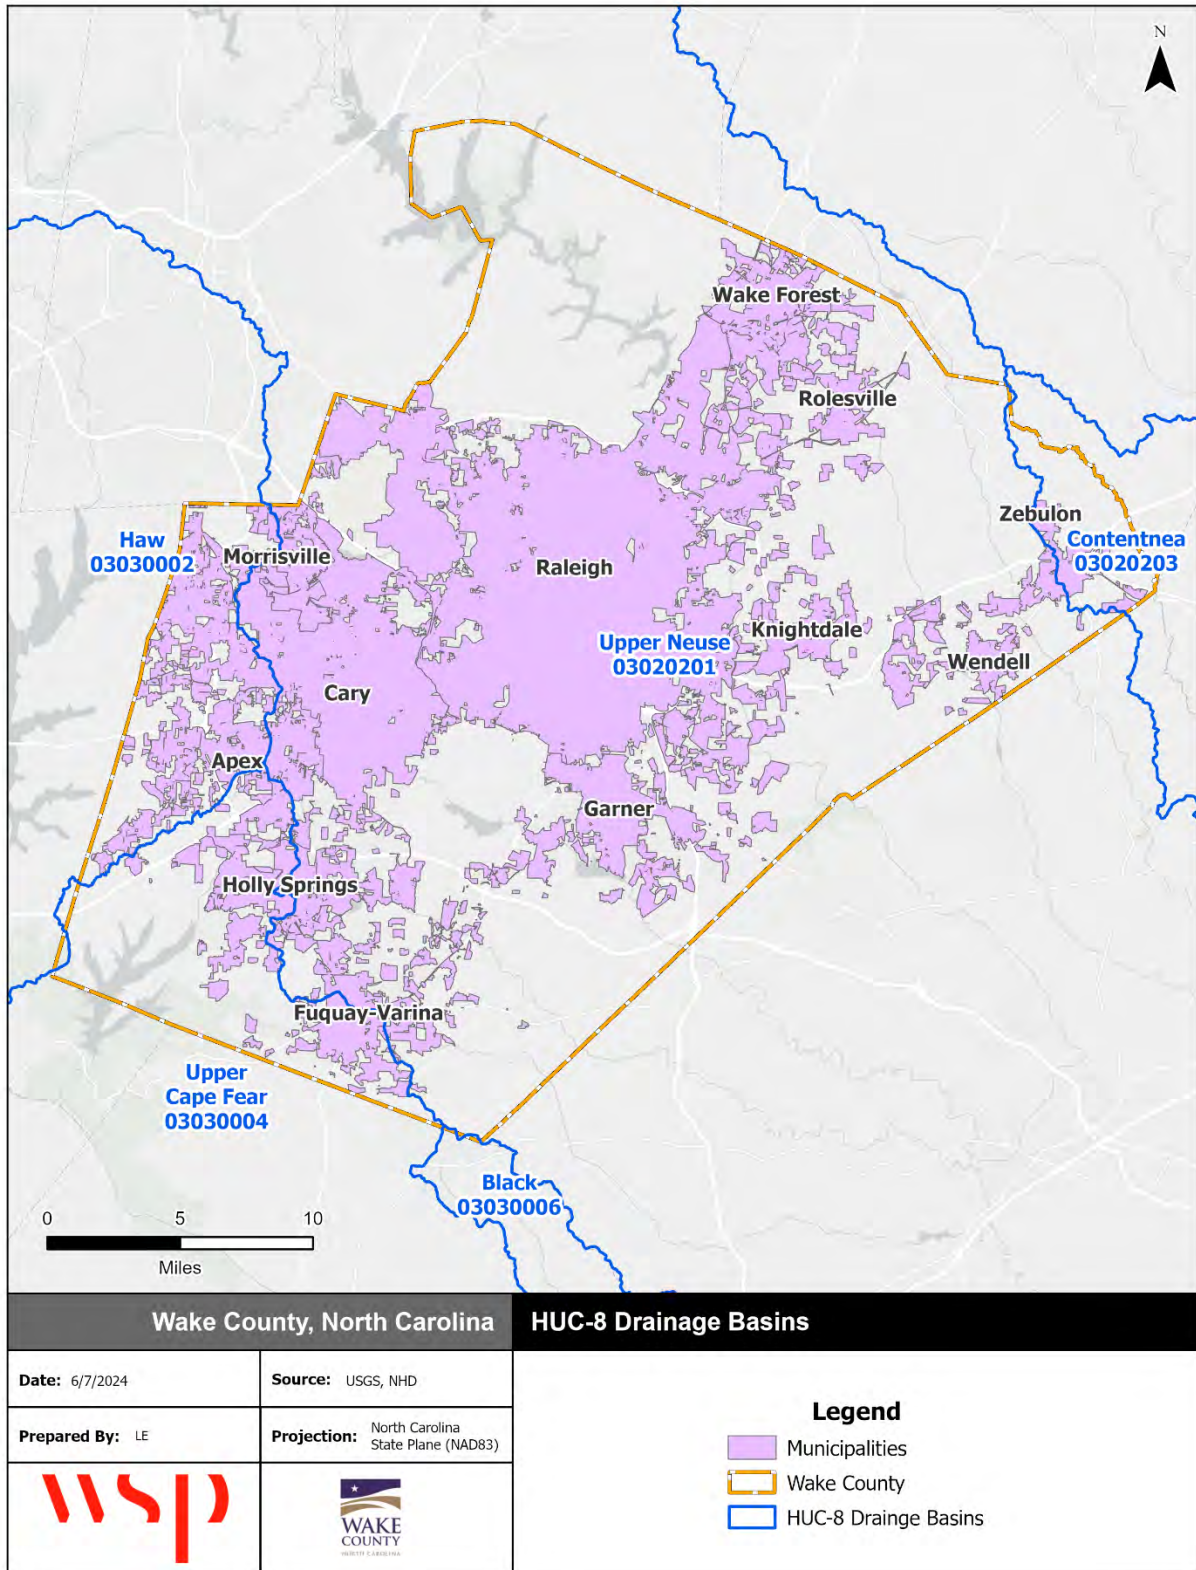 N
Wake Forest
Rolesville
Zebulon
Contentnea
03020203
Haw
03030002
Morrisville
Raleigh
Upper Neuse
03020201
Knightdale
Wendell
Cary
Apex
Garner
Holly Springs
Fuquay-Varina
Upper
Cape Fear
03030004
Black
03030006
0 5 10
Miles
Wake County, North Carolina
HUC-8 Drainage Basins
Date: 6/7/2024
Source: USGS, NHD
Prepared By: LE
Projection: North Carolina
State Plane (NAD83)
wsp
WAKE
COUNTY
NORTH CAROLINA
Legend
Municipalities
Wake County
HUC-8 Drainge Basins